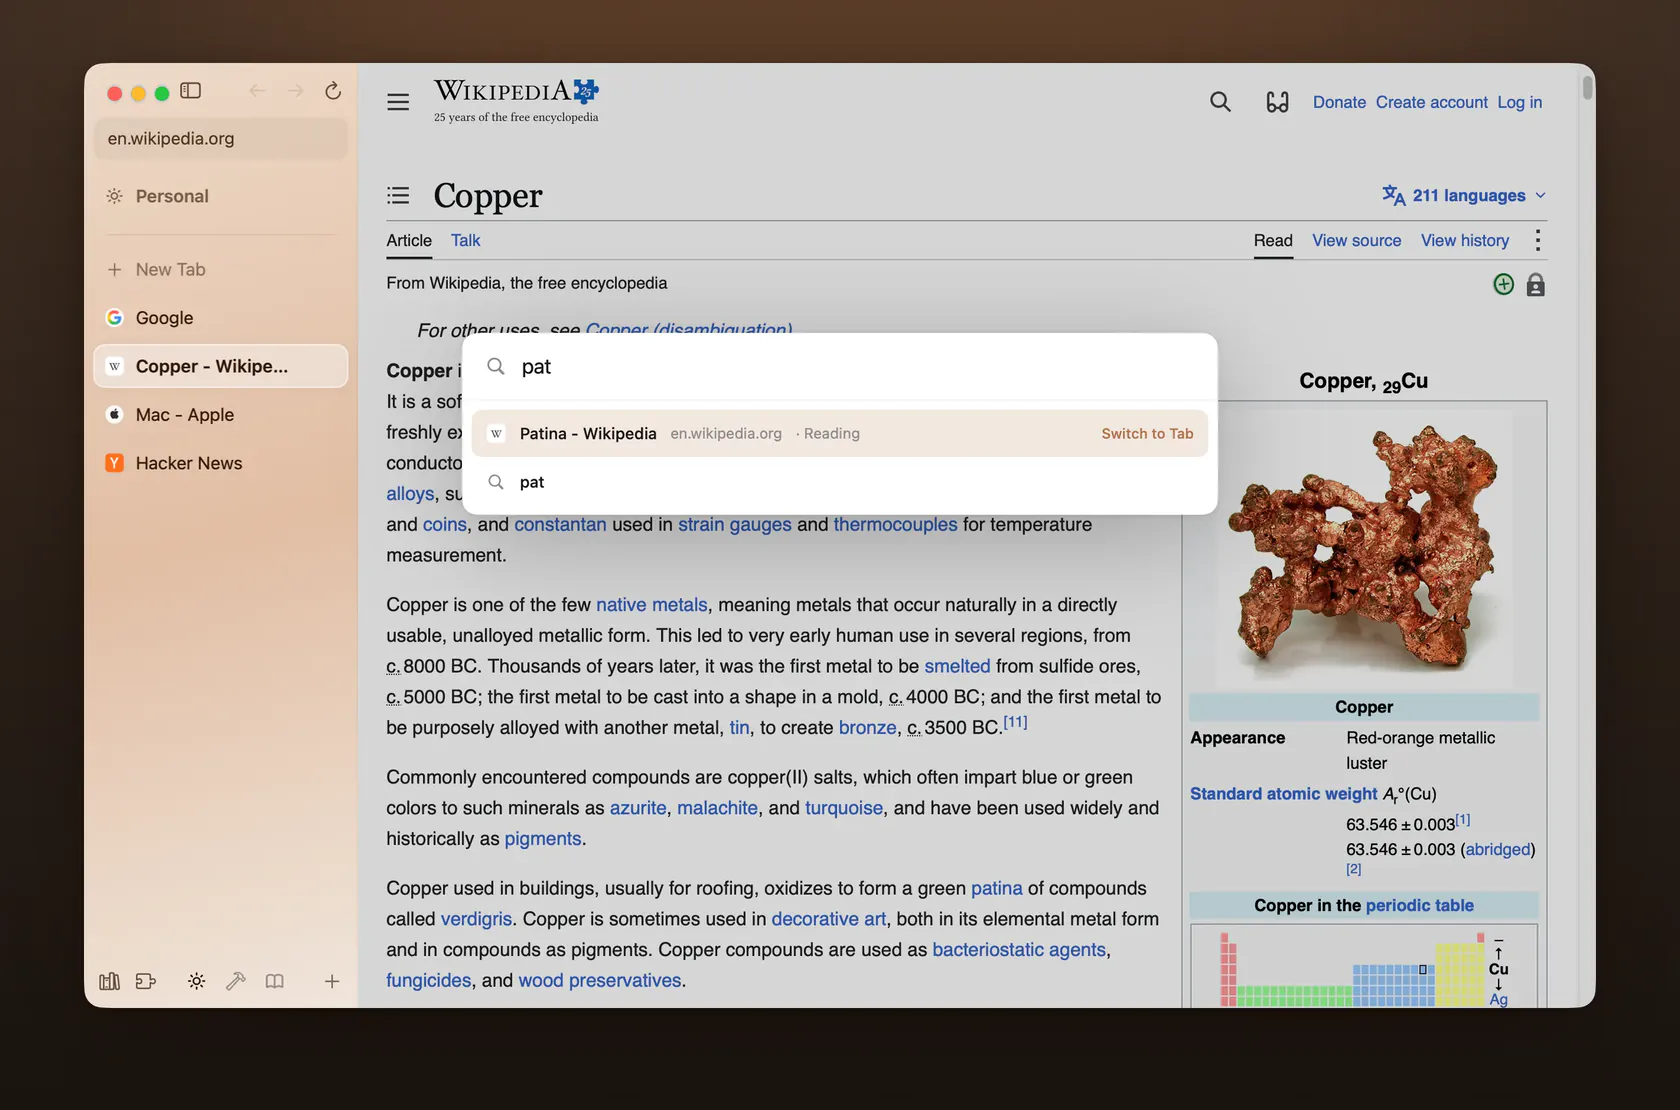 en.wikipedia.org
Personal
New Tab
Google
Copper - Wikipe...
Mac - Apple
Hacker News
WIKIPEDIA 25
25 years of the free encyclopedia
Donate Create account Log in
Copper
211 languages
Article Talk
Read View source View history
From Wikipedia, the free encyclopedia
For other uses, see Copper (disambiguation)
pat
Patina - Wikipedia en.wikipedia.org · Reading Switch to Tab
pat
Copper
It is a
freshly
alloys,
and coins, and constantan used in strain gauges and thermocouples for temperature
measurement.
Copper is one of the few native metals, meaning metals that occur naturally in a directly
usable, unalloyed metallic form. This led to very early human use in several regions, from
c. 8000 BC. Thousands of years later, it was the first metal to be smelted from sulfide ores,
c. 5000 BC; the first metal to be cast into a shape in a mold, c. 4000 BC; and the first metal to
be purposely alloyed with another metal, tin, to create bronze, c. 3500 BC.[11]
Commonly encountered compounds are copper(II) salts, which often impart blue or green
colors to such minerals as azurite, malachite, and turquoise, and have been used widely and
historically as pigments.
Copper used in buildings, usually for roofing, oxidizes to form a green patina of compounds
called verdigris. Copper is sometimes used in decorative art, both in its elemental metal form
and in compounds as pigments. Copper compounds are used as bacteriostatic agents,
fungicides, and wood preservatives.
Copper, 29Cu
Copper
Appearance Red-orange metallic
luster
Standard atomic weight Ar°(Cu)
63.546 ± 0.003[1]
63.546 ± 0.003 (abridged)
[2]
Copper in the periodic table
–
↑
Cu
↓
Ag